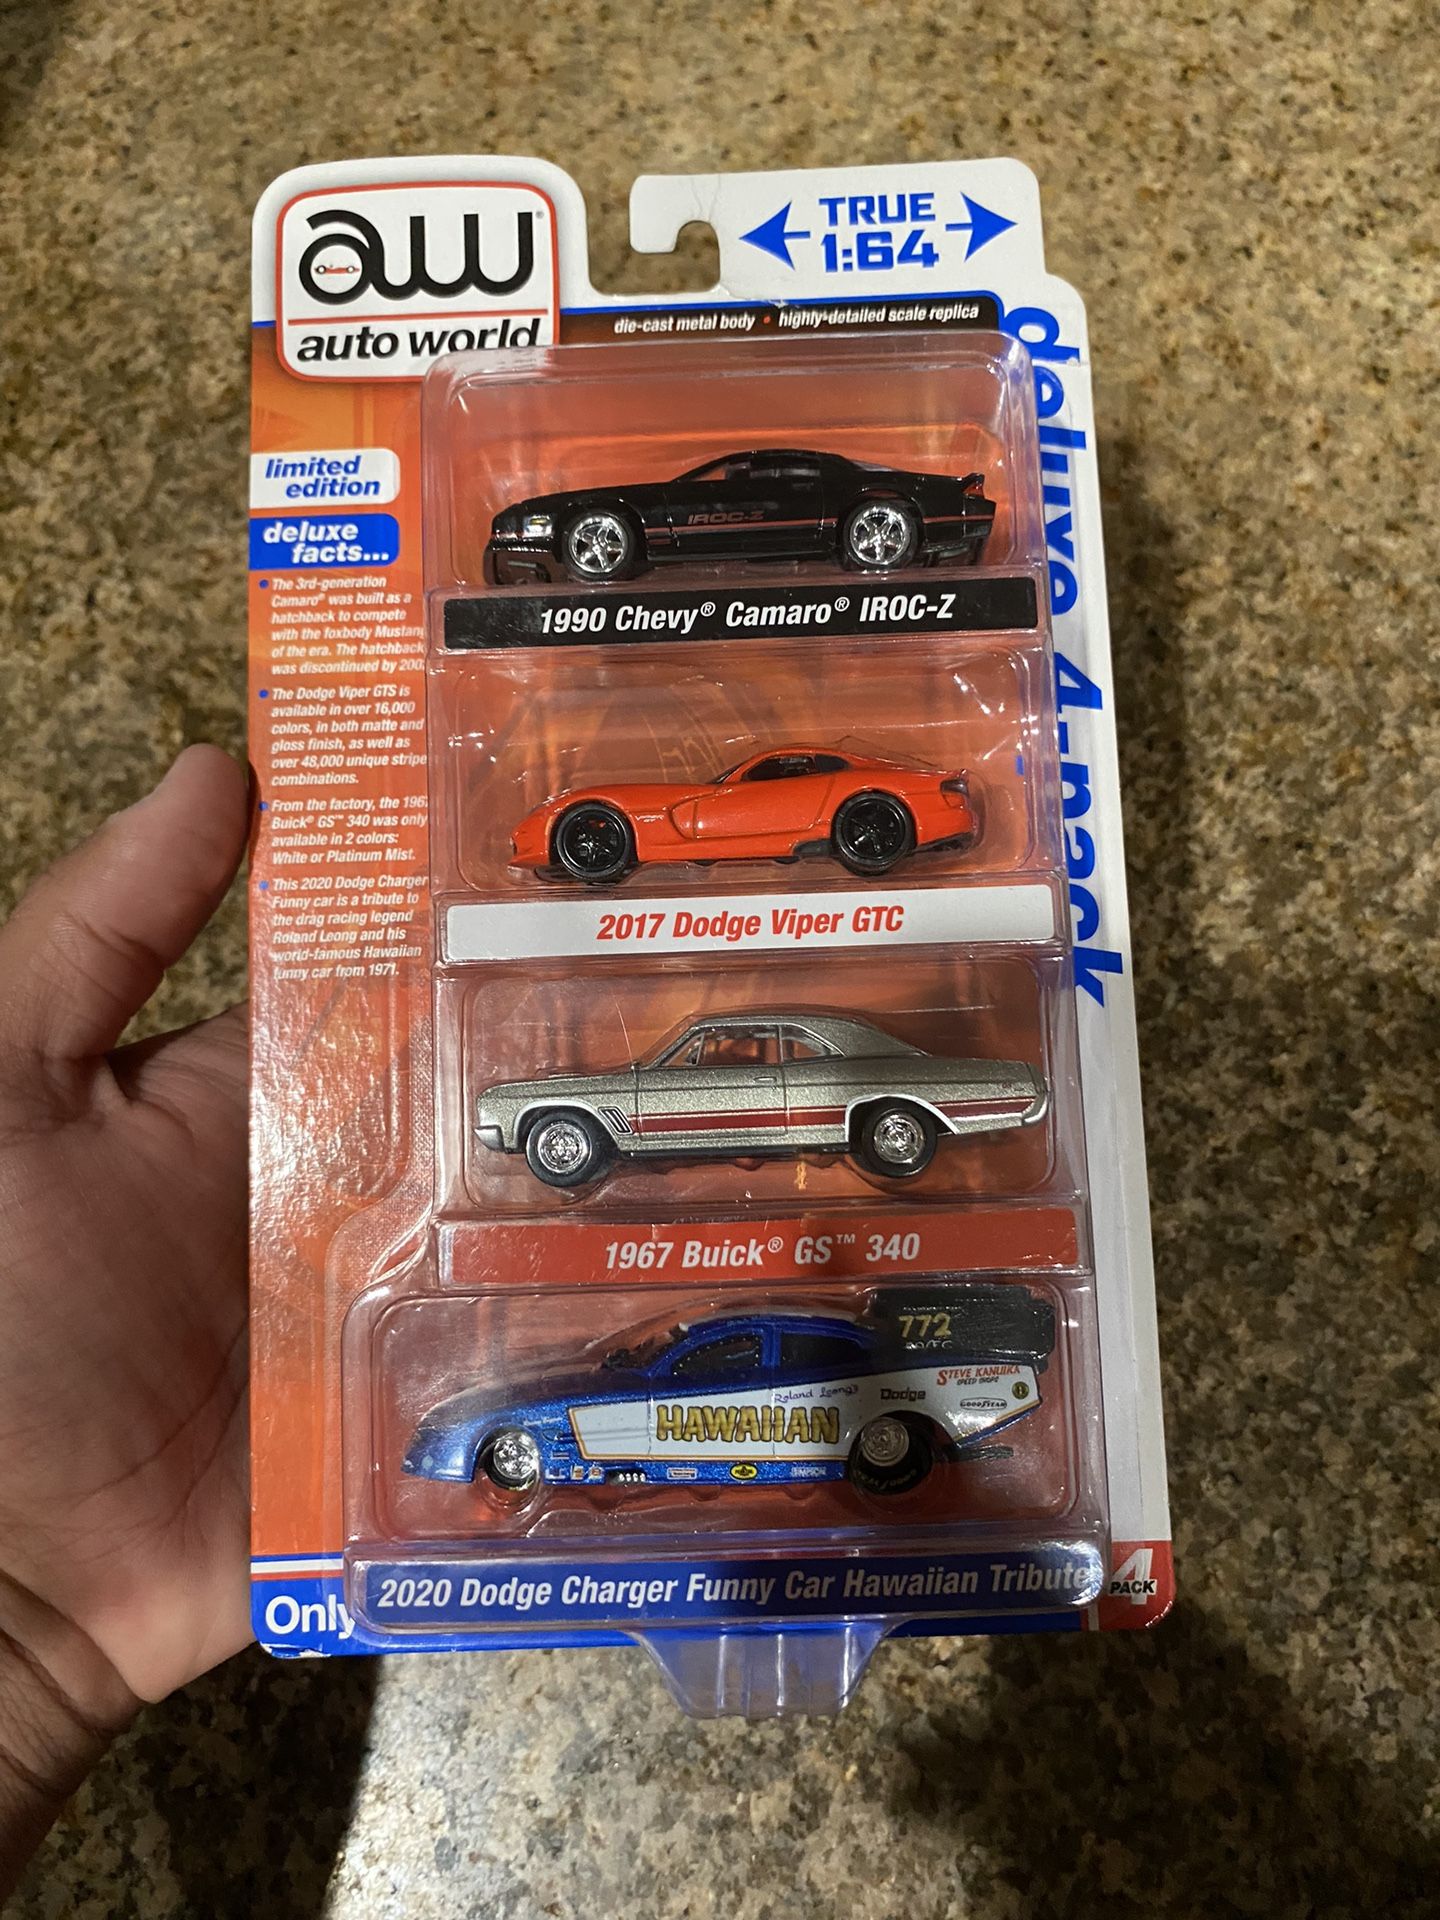 aw®
auto world
TRUE
1:64
die-cast metal body • highly-detailed scale replica
deluxe 4-pack
limited
edition
deluxe
facts...
• The 3rd-generation
Camaro® was built as a
hatchback to compete
with the foxbody Mustang
of the era. The hatchback
was discontinued by
• The Dodge Viper GTS is
available in over 16,000
colors, in both matte and
gloss finish, as well as
over 48,000 unique stripe
combinations.
• From the factory, the
Buick® GS™ 340 was only
available in 2 colors:
White or Platinum Mist.
• This 2020 Dodge Charger
Funny car is a tribute to
the drag racing legend
Roland Leong and his
world-famous Hawaiian
funny car from 1971.
IROC-Z
1990 Chevy® Camaro® IROC-Z
2017 Dodge Viper GTC
1967 Buick® GS™ 340
772
Steve Kanuika
Speed Shops
Roland Leong's
Dodge
GOODYEAR
HAWAIIAN
SIMPSON
2020 Dodge Charger Funny Car Hawaiian Tribute
Only
4
PACK